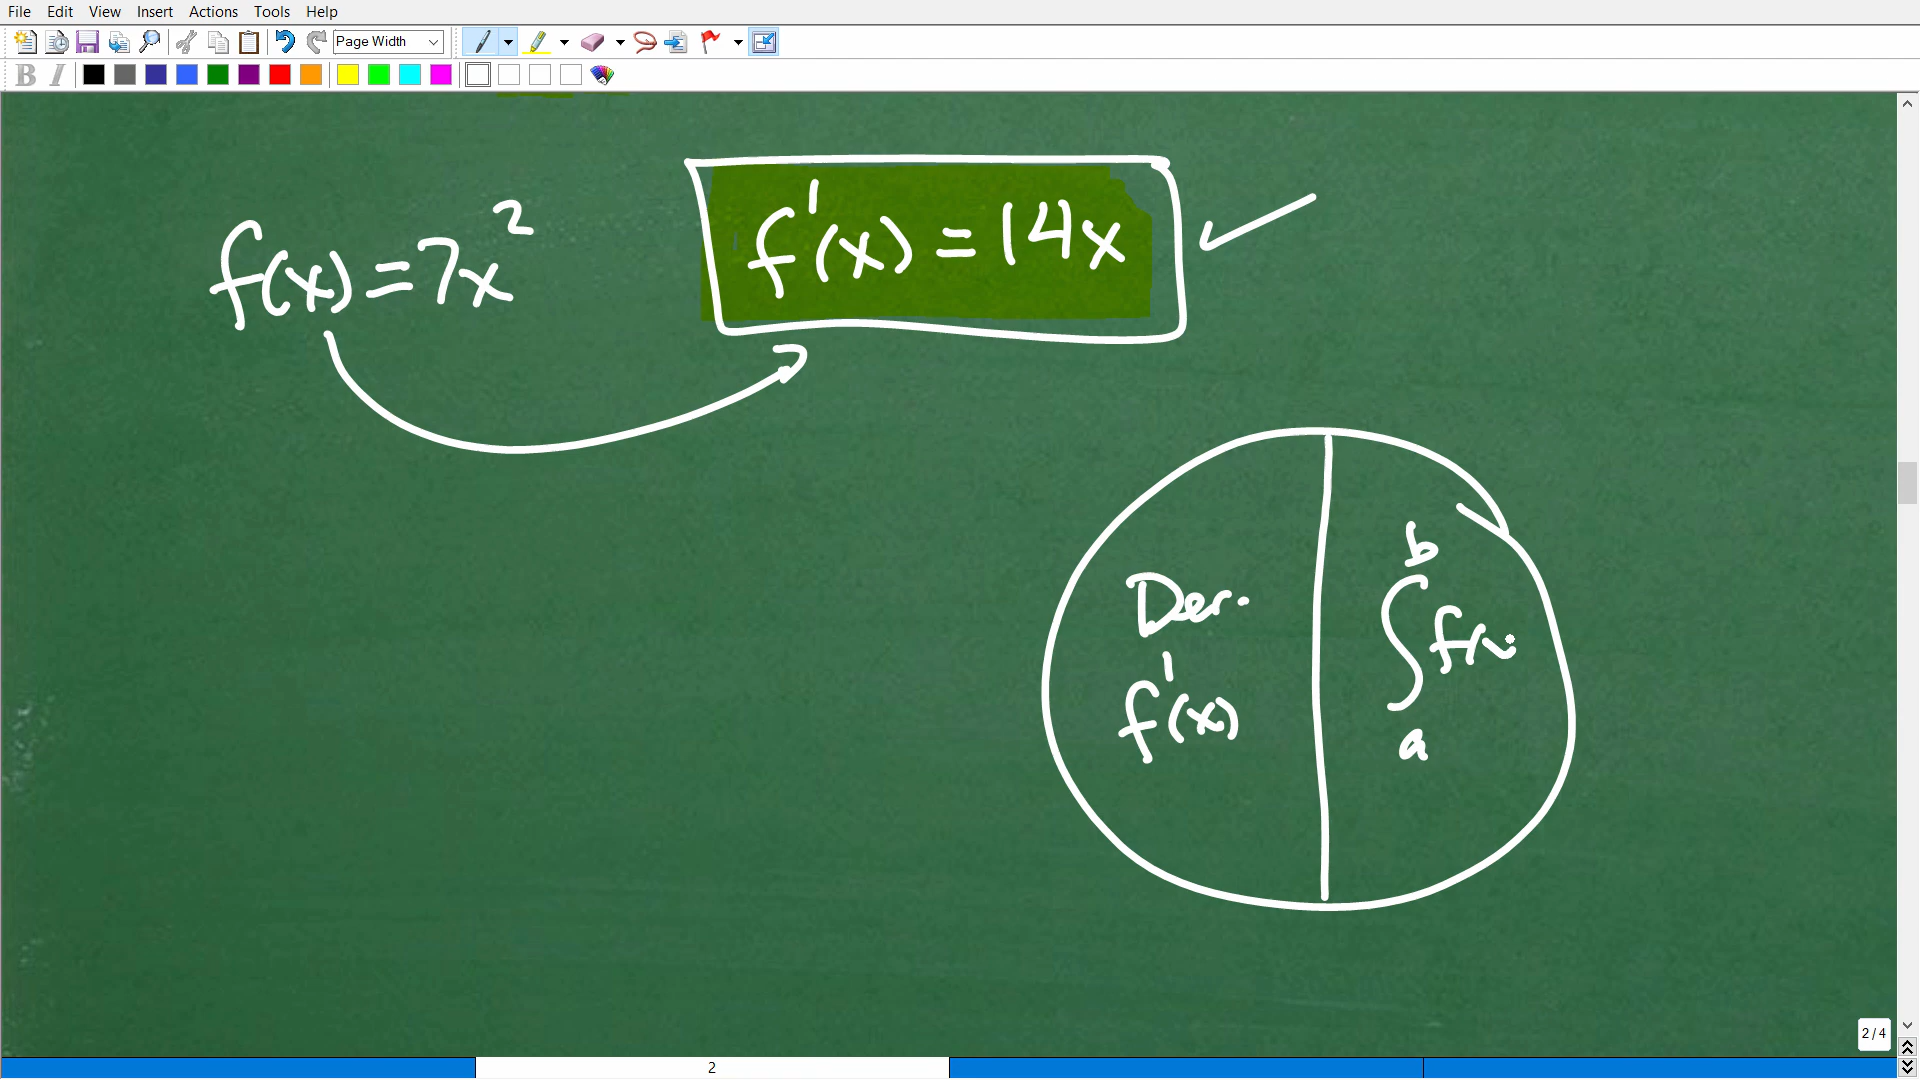 File Edit View Insert Actions Tools Help
Page Width
B I
f(x) = 7x²
f'(x) = 14x
Der.
f'(x)
b
∫ f(x
a
2 / 4
2